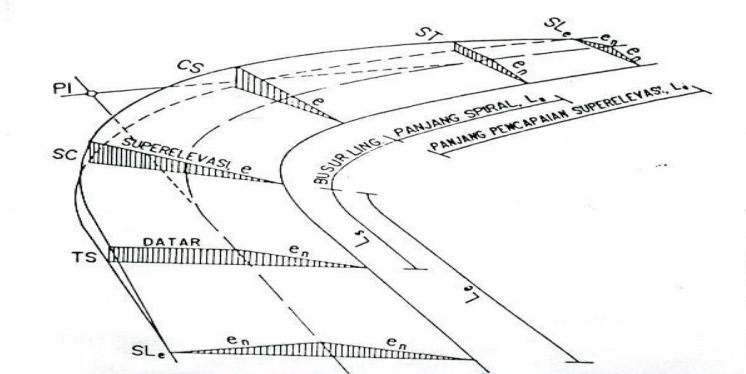 SLe
en
en
ST
en
CS
e
PI
PANJANG SPIRAL, Ls
PANJANG PENCAPAIAN SUPERELEVASI, Le
BUSUR LING
SC
SUPERELEVASI
e
Ls
Le
TS
DATAR
en
SLe
en
en